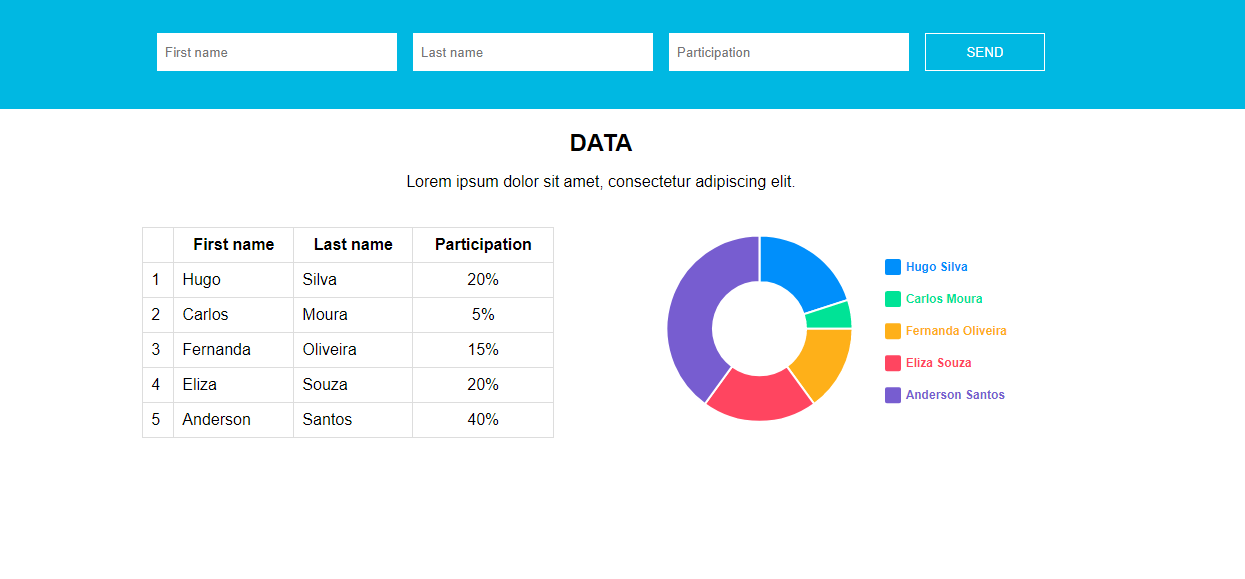 First name Last name Participation SEND
DATA
Lorem ipsum dolor sit amet, consectetur adipiscing elit.
First name Last name Participation
1 Hugo Silva 20%
2 Carlos Moura 5%
3 Fernanda Oliveira 15%
4 Eliza Souza 20%
5 Anderson Santos 40%
Hugo Silva
Carlos Moura
Fernanda Oliveira
Eliza Souza
Anderson Santos